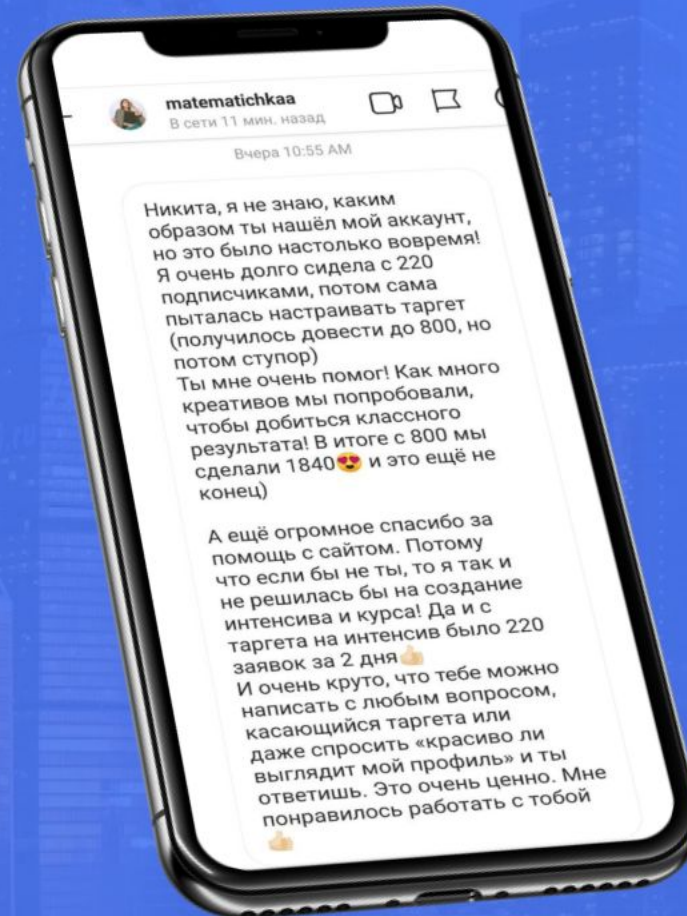 matematichkaa
В сети 11 мин. назад
Вчера 10:55 AM
Никита, я не знаю, каким
образом ты нашёл мой аккаунт,
но это было настолько вовремя!
Я очень долго сидела с 220
подписчиками, потом сама
пыталась настраивать таргет
(получилось довести до 800, но
потом ступор)
Ты мне очень помог! Как много
креативов мы попробовали,
чтобы добиться классного
результата! В итоге с 800 мы
сделали 1840😍 и это ещё не
конец)
А ещё огромное спасибо за
помощь с сайтом. Потому
что если бы не ты, то я так и
не решилась бы на создание
интенсива и курса! Да и с
таргета на интенсив было 220
заявок за 2 дня👍🏻
И очень круто, что тебе можно
написать с любым вопросом,
касающийся таргета или
даже спросить «красиво ли
выглядит мой профиль» и ты
ответишь. Это очень ценно. Мне
понравилось работать с тобой
👍🏻